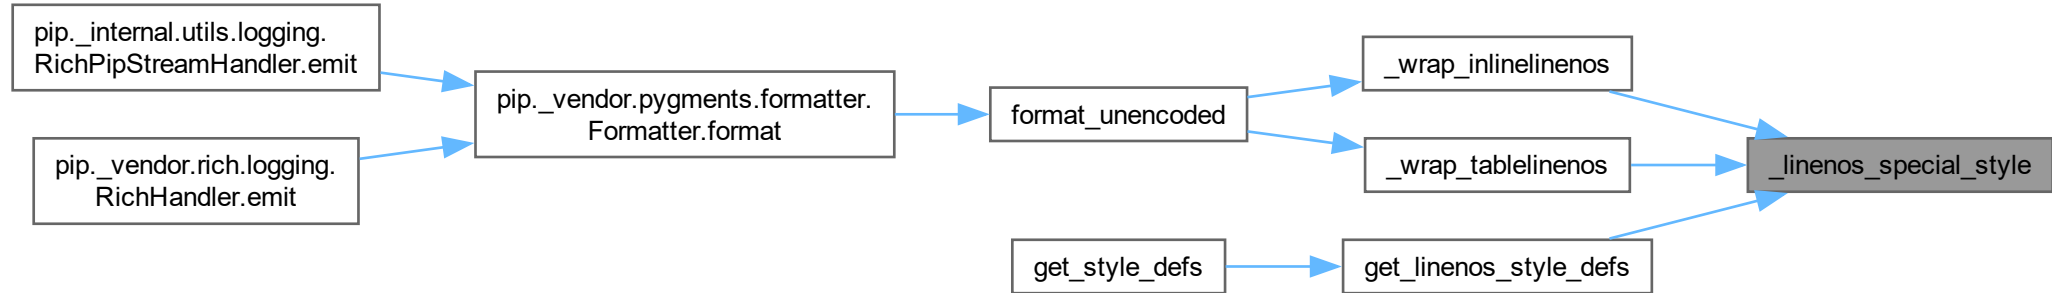 pip._internal.utils.logging.
RichPipStreamHandler.emit
pip._vendor.rich.logging.
RichHandler.emit
pip._vendor.pygments.formatter.
Formatter.format
format_unencoded
get_style_defs
_wrap_inlinelinenos
_wrap_tablelinenos
get_linenos_style_defs
_linenos_special_style